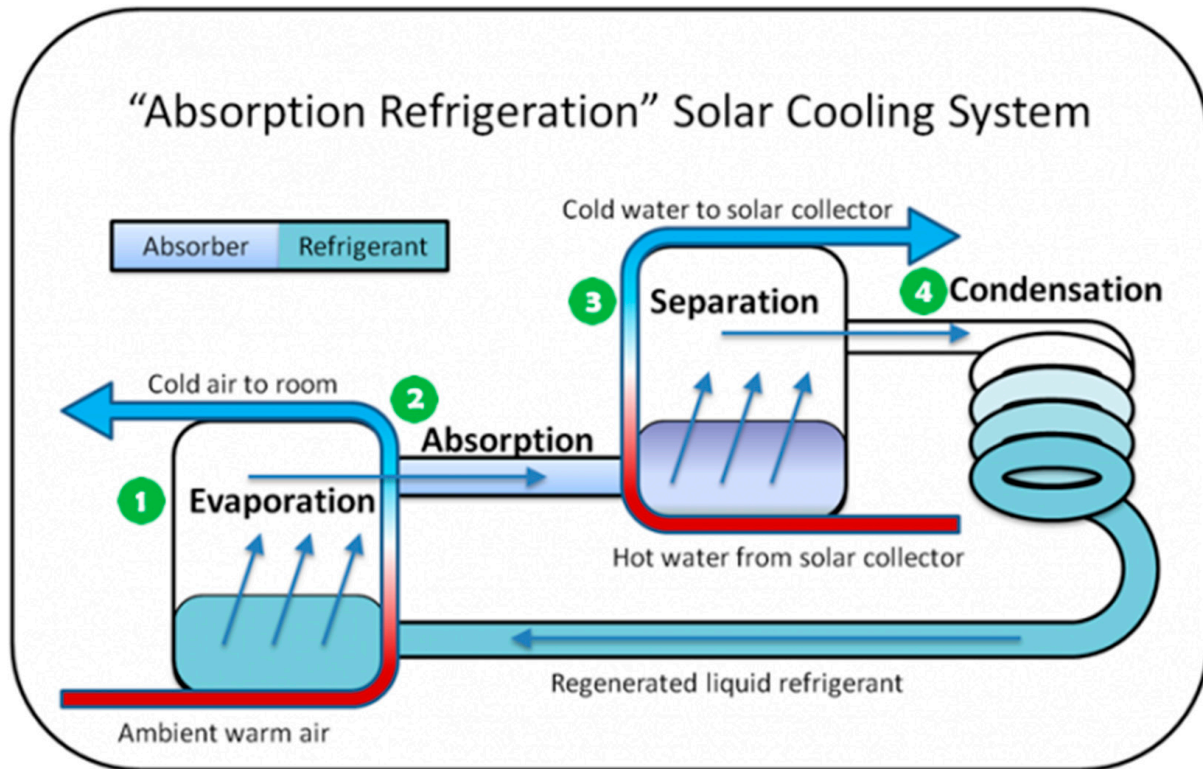 “Absorption Refrigeration” Solar Cooling System
Absorber Refrigerant
Cold water to solar collector
3 Separation
4 Condensation
Cold air to room
2
Absorption
1 Evaporation
Hot water from solar collector
Regenerated liquid refrigerant
Ambient warm air